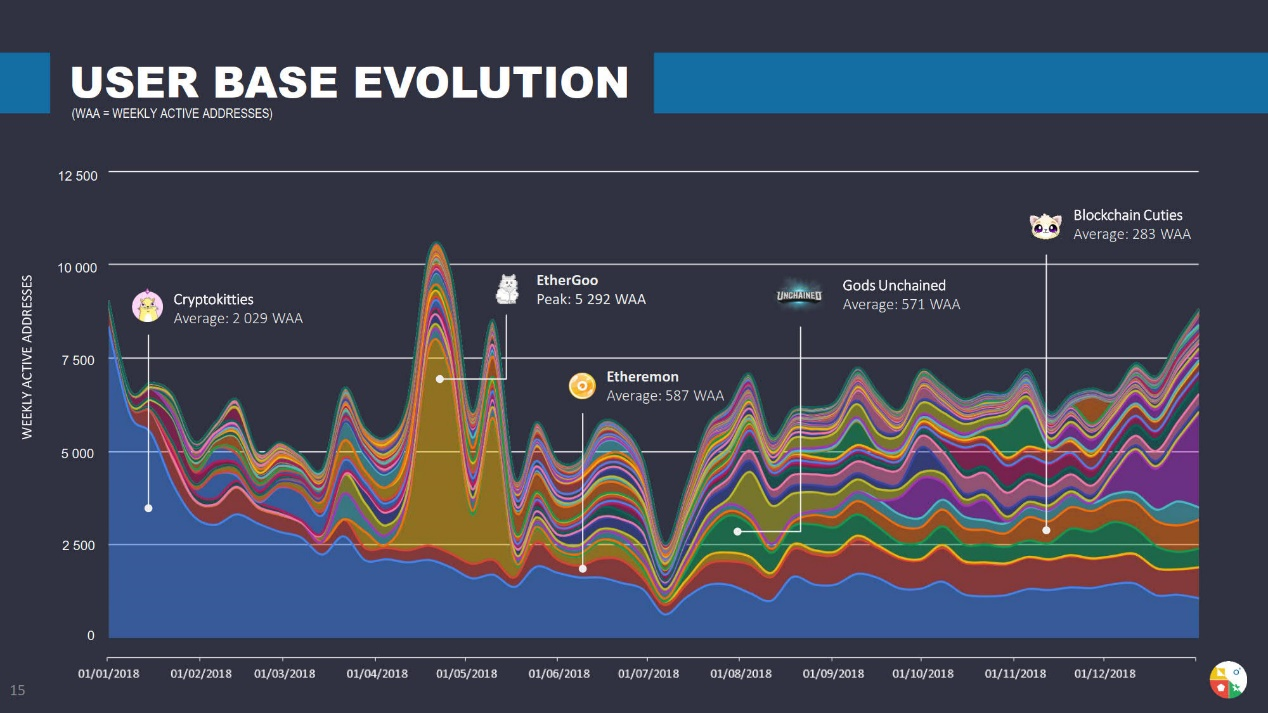 USER BASE EVOLUTION
(WAA = WEEKLY ACTIVE ADDRESSES)
WEEKLY ACTIVE ADDRESSES
12 500
10 000
7 500
5 000
2 500
0
Cryptokitties
Average: 2 029 WAA
EtherGoo
Peak: 5 292 WAA
Etheremon
Average: 587 WAA
UNCHAINED
Gods Unchained
Average: 571 WAA
Blockchain Cuties
Average: 283 WAA
01/01/2018 01/02/2018 01/03/2018 01/04/2018 01/05/2018 01/06/2018 01/07/2018 01/08/2018 01/09/2018 01/10/2018 01/11/2018 01/12/2018
15